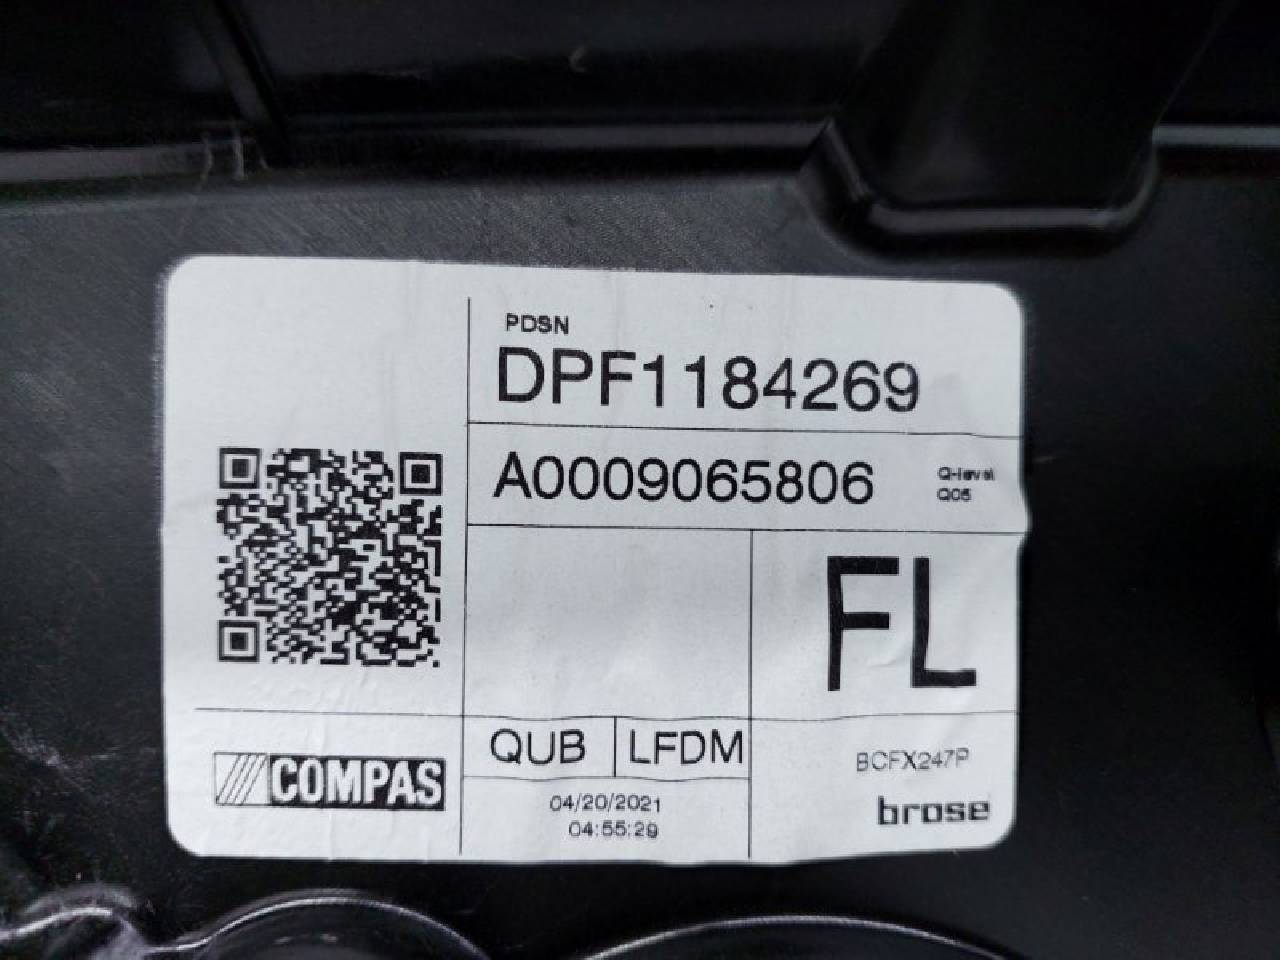 PDSN
DPF1184269
A0009065806
Q-level
Q05
FL
QUB
LFDM
COMPAS
04/20/2021
04:55:29
BCFX247P
brose